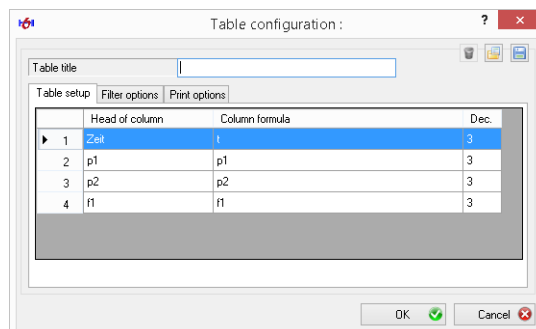 Table configuration : ?
Table title
Table setup Filter options Print options
Head of column Column formula Dec.
1 Zeit t 3
2 p1 p1 3
3 p2 p2 3
4 f1 f1 3
OK Cancel